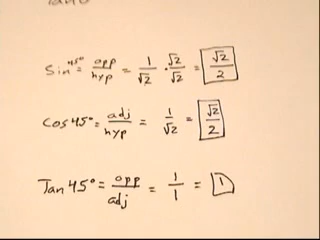 Sin 45° = opp/hyp = 1/√2 · √2/√2 = √2/2
Cos 45° = adj/hyp = 1/√2 = √2/2
Tan 45° = opp/adj = 1/1 = 1